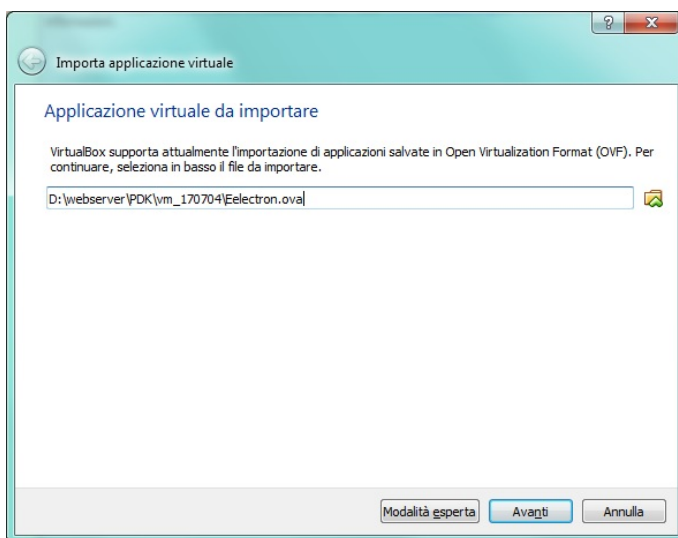 Importa applicazione virtuale
Applicazione virtuale da importare
VirtualBox supporta attualmente l'importazione di applicazioni salvate in Open Virtualization Format (OVF). Per
continuare, seleziona in basso il file da importare.
D:\webserver\PDK\vm_170704\Eelectron.ova
Modalità esperta Avanti Annulla